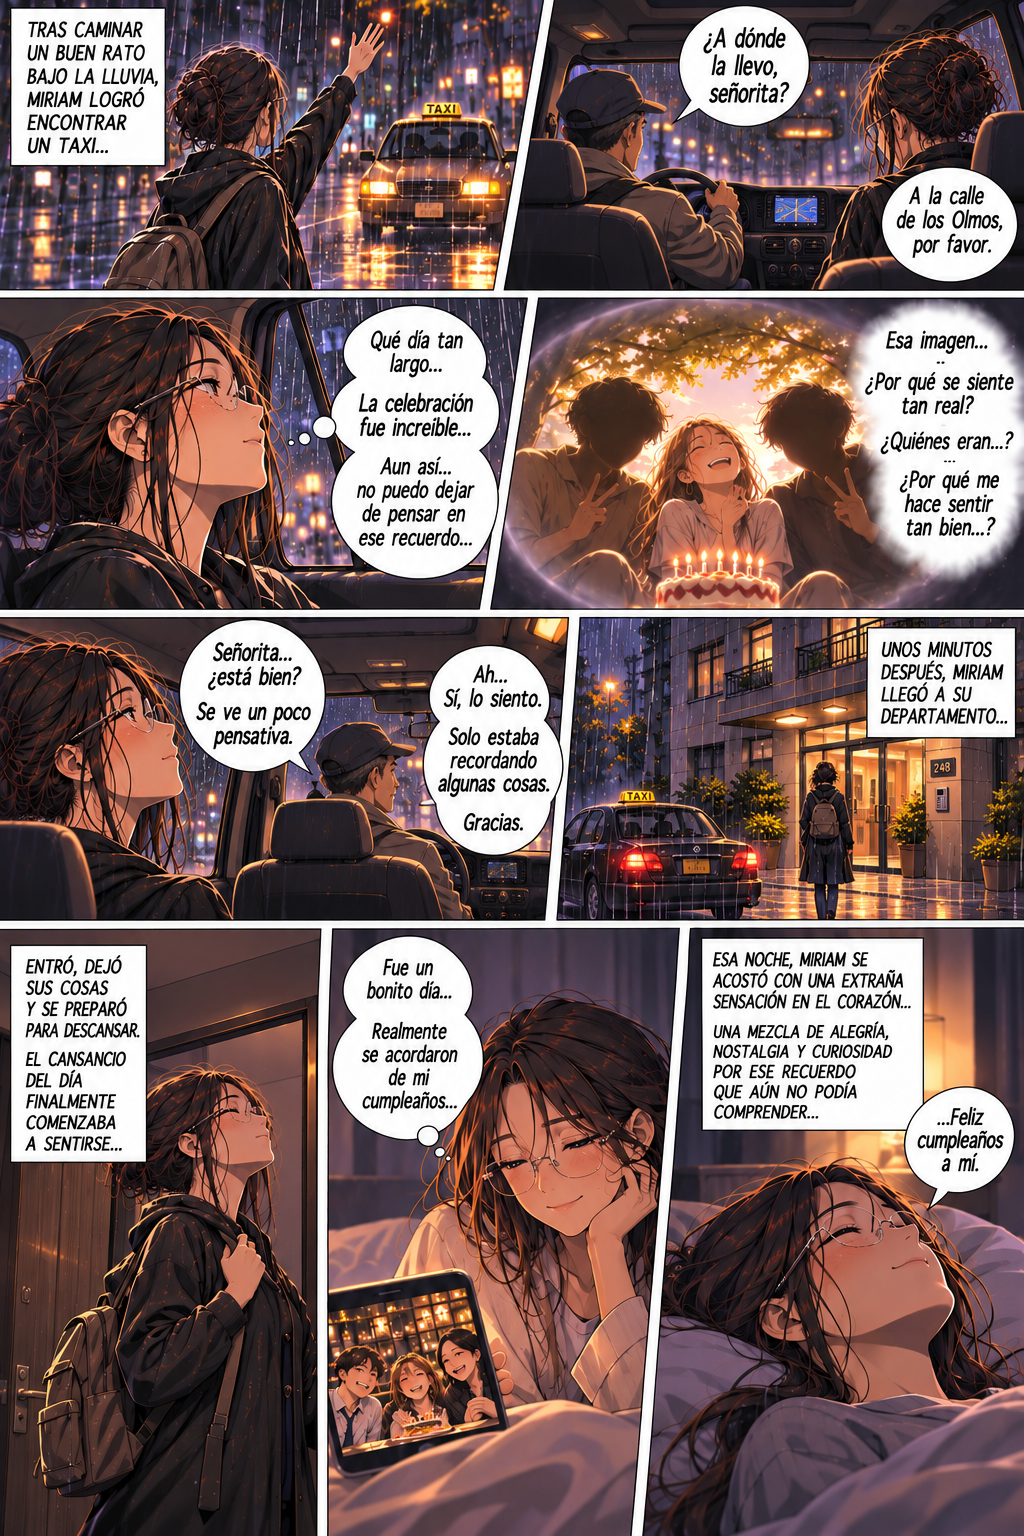 TRAS CAMINAR
UN BUEN RATO
BAJO LA LLUVIA,
MIRIAM LOGRÓ
ENCONTRAR
UN TAXI...
TAXI
¿A dónde
la llevo,
señorita?
A la calle
de los Olmos,
por favor.
Qué día tan
largo...
La celebración
fue increíble...
Aun así...
no puedo dejar
de pensar en
ese recuerdo...
Esa imagen...
..
¿Por qué se siente
tan real?
¿Quiénes eran...?
...
¿Por qué me
hace sentir
tan bien...?
Señorita...
¿está bien?
Se ve un poco
pensativa.
Ah...
Sí, lo siento.
Solo estaba
recordando
algunas cosas.
Gracias.
UNOS MINUTOS
DESPUÉS, MIRIAM
LLEGÓ A SU
DEPARTAMENTO...
248
TAXI
ENTRÓ, DEJÓ
SUS COSAS
Y SE PREPARÓ
PARA DESCANSAR.
EL CANSANCIO
DEL DÍA
FINALMENTE
COMENZABA
A SENTIRSE...
Fue un
bonito día...
Realmente
se acordaron
de mi
cumpleaños...
ESA NOCHE, MIRIAM SE
ACOSTÓ CON UNA EXTRAÑA
SENSACIÓN EN EL CORAZÓN...
UNA MEZCLA DE ALEGRÍA,
NOSTALGIA Y CURIOSIDAD
POR ESE RECUERDO
QUE AÚN NO PODÍA
COMPRENDER...
...Feliz
cumpleaños
a mí.